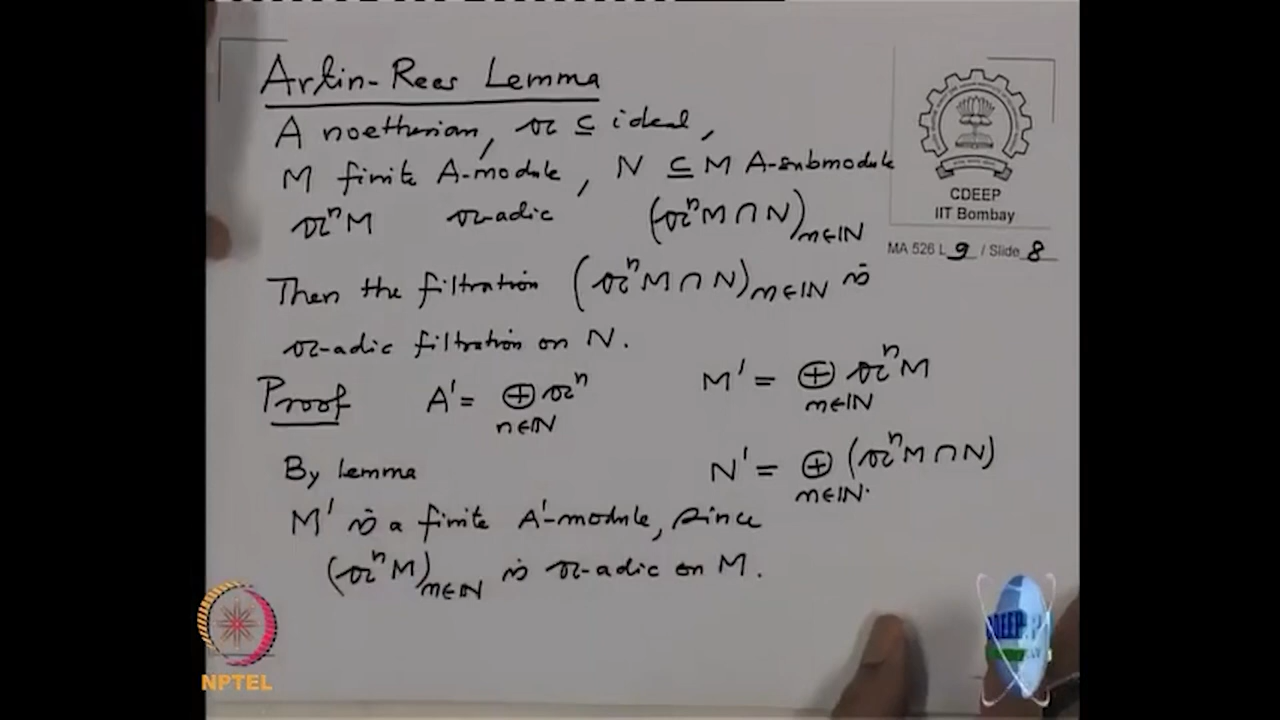 Artin-Rees Lemma
A noetherian, 𝔞 ⊆ ideal,
M finite A-module, N ⊆ M A-submodule
𝔞ⁿM 𝔞-adic (𝔞ⁿM ∩ N)_{n∈ℕ}
CDEEP
IIT Bombay
MA 526 L 9 / Slide 8
Then the filtration (𝔞ⁿM ∩ N)_{n∈ℕ} is
𝔞-adic filtration on N.
Proof A' = ⊕_{n∈ℕ} 𝔞ⁿ M' = ⊕_{n∈ℕ} 𝔞ⁿM
By lemma N' = ⊕_{n∈ℕ} (𝔞ⁿM ∩ N)
M' is a finite A'-module, since
(𝔞ⁿM)_{n∈ℕ} is 𝔞-adic on M.
NPTEL
CDEEP